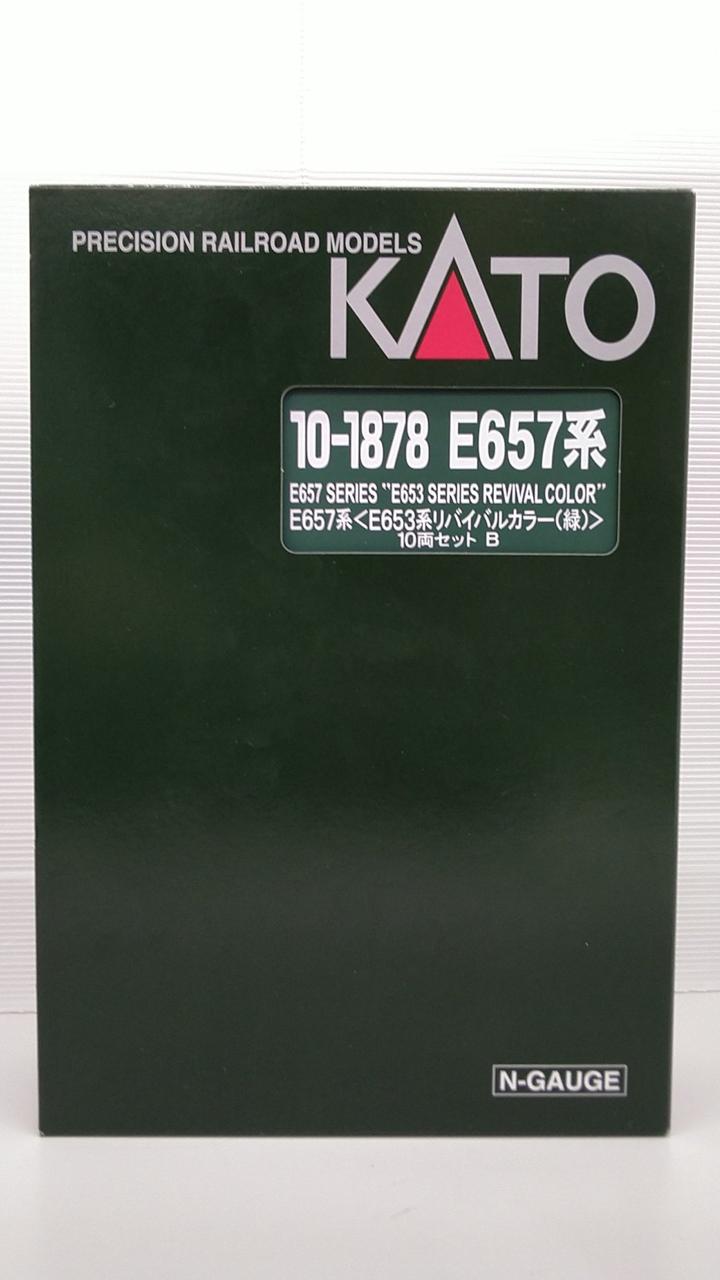 PRECISION RAILROAD MODELS
KATO
10-1878 E657系
E657 SERIES "E653 SERIES REVIVAL COLOR"
E657系<E653系リバイバルカラー(緑)>
10両セット B
N-GAUGE